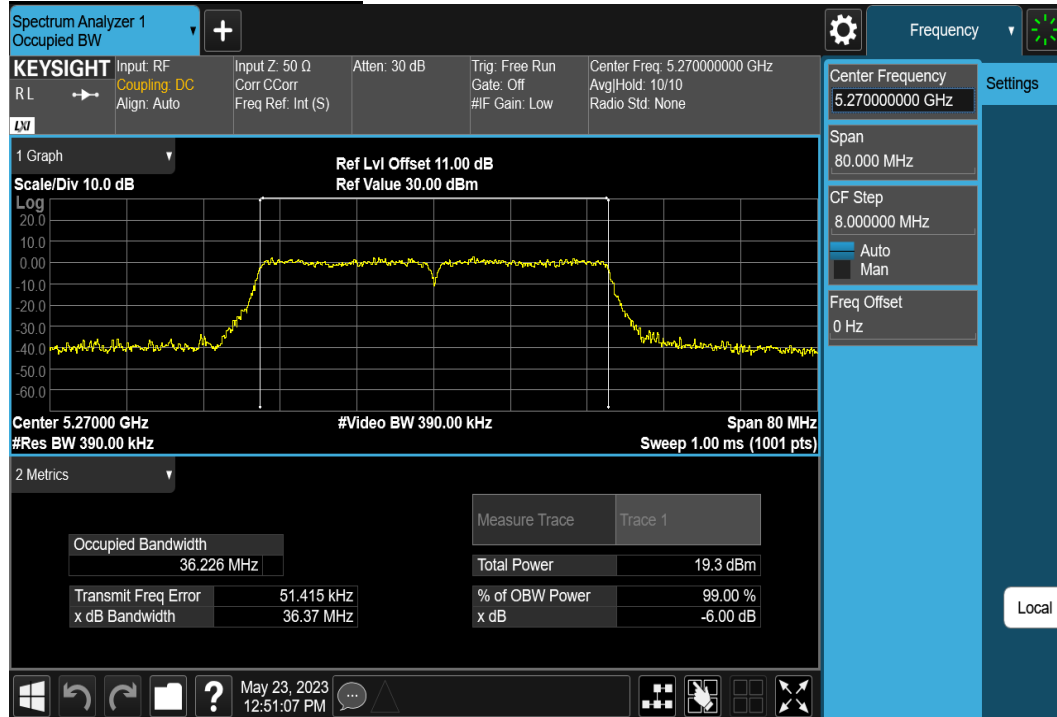 Spectrum Analyzer 1
Occupied BW
+
Frequency
KEYSIGHT
RL
LXI
Input: RF
Coupling: DC
Align: Auto
Input Z: 50 Ω
Corr CCorr
Freq Ref: Int (S)
Atten: 30 dB
Trig: Free Run
Gate: Off
#IF Gain: Low
Center Freq: 5.270000000 GHz
Avg|Hold: 10/10
Radio Std: None
Center Frequency
5.270000000 GHz
Settings
Span
80.000 MHz
CF Step
8.000000 MHz
Auto
Man
Freq Offset
0 Hz
1 Graph
Scale/Div 10.0 dB
Ref Lvl Offset 11.00 dB
Ref Value 30.00 dBm
Log
20.0
10.0
0.00
-10.0
-20.0
-30.0
-40.0
-50.0
-60.0
Center 5.27000 GHz
#Video BW 390.00 kHz
Span 80 MHz
#Res BW 390.00 kHz
Sweep 1.00 ms (1001 pts)
2 Metrics
Measure Trace
Trace 1
Occupied Bandwidth
36.226 MHz
Total Power
19.3 dBm
Transmit Freq Error
51.415 kHz
% of OBW Power
99.00 %
x dB Bandwidth
36.37 MHz
x dB
-6.00 dB
Local
?
May 23, 2023
12:51:07 PM